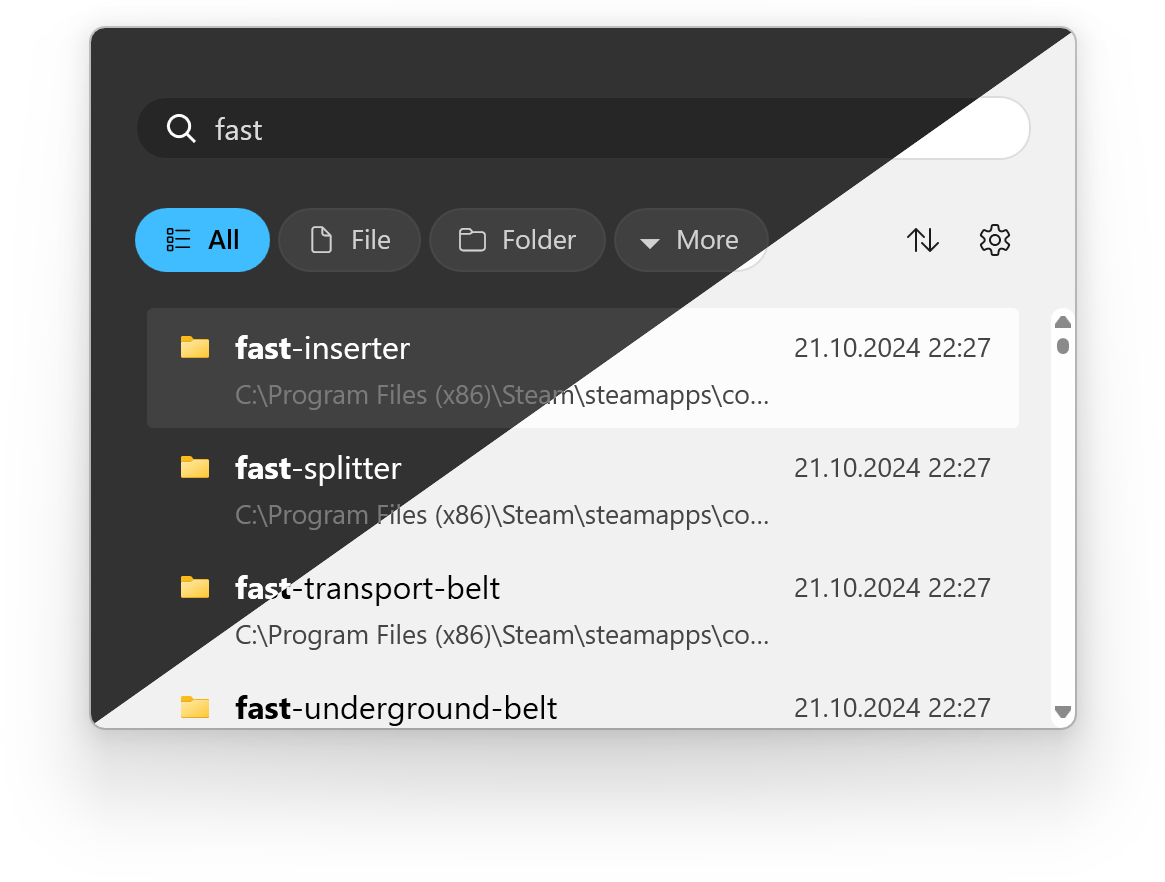 fast
All File Folder More
fast-inserter 21.10.2024 22:27
C:\Program Files (x86)\Steam\steamapps\co...
fast-splitter 21.10.2024 22:27
C:\Program Files (x86)\Steam\steamapps\co...
fast-transport-belt 21.10.2024 22:27
C:\Program Files (x86)\Steam\steamapps\co...
fast-underground-belt 21.10.2024 22:27